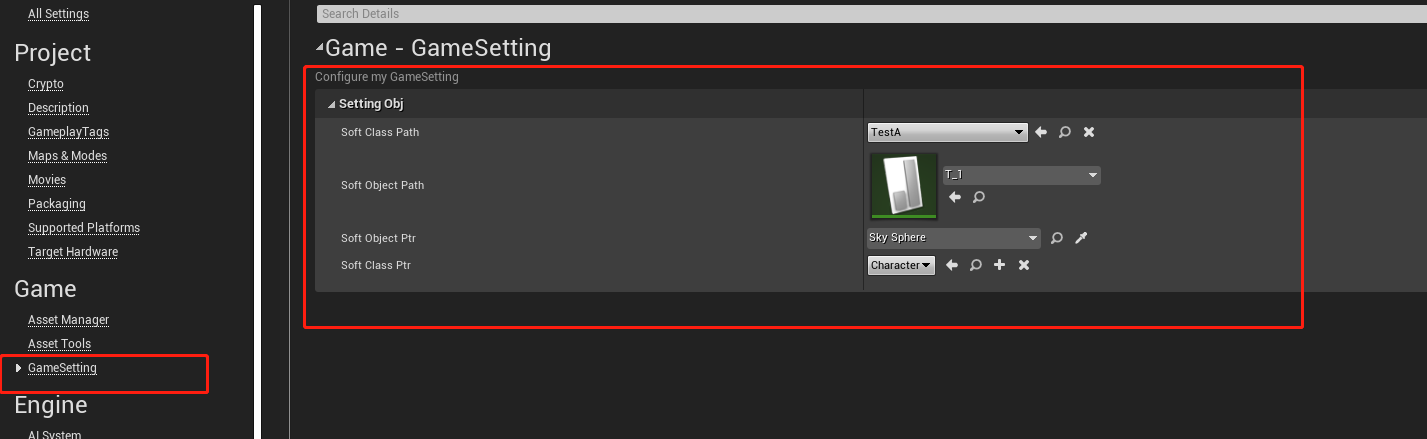 All Settings
Project
Crypto
Description
GameplayTags
Maps & Modes
Movies
Packaging
Supported Platforms
Target Hardware
Game
Asset Manager
Asset Tools
GameSetting
Engine
AI System
Search Details
Game - GameSetting
Configure my GameSetting
Setting Obj
Soft Class Path
TestA
Soft Object Path
T_1
Soft Object Ptr
Sky Sphere
Soft Class Ptr
Character